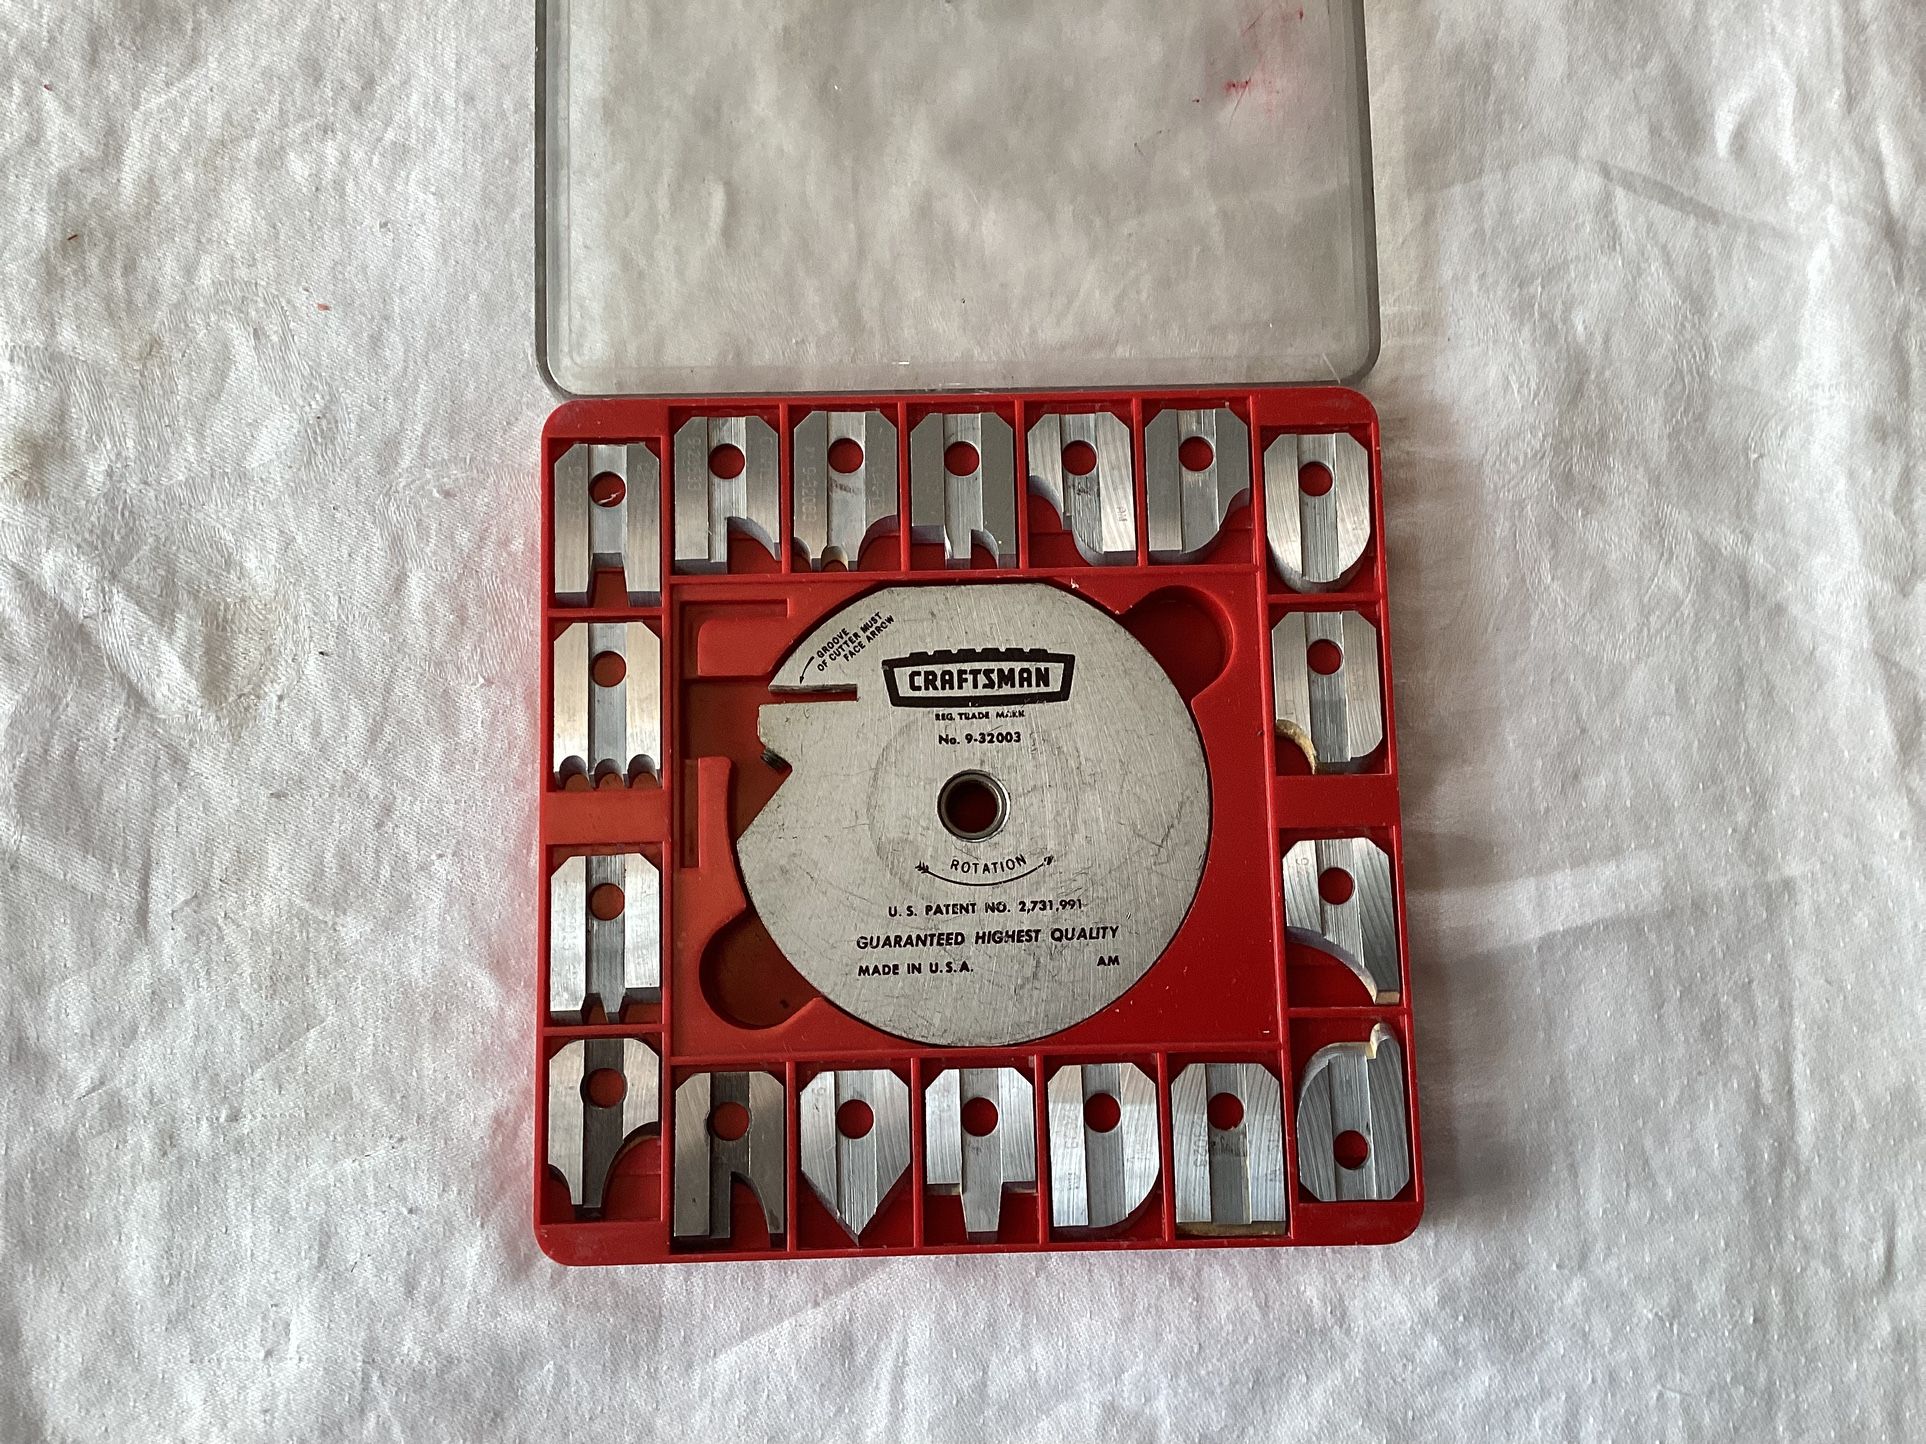 GROOVE
OF CUTTER MUST
FACE ARROW
CRAFTSMAN
REG. TRADE MARK
No. 9-32003
ROTATION
U. S. PATENT NO. 2,731,991
GUARANTEED HIGHEST QUALITY
MADE IN U.S.A. AM